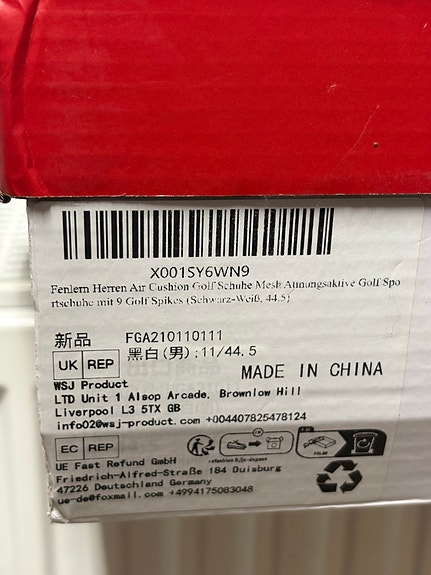 X001SY6WN9
Fenlern Herren Air Cushion Golf Schuhe Mesh Atmungsaktive Golf Spo
rtschuhe mit 9 Golf Spikes (Schwarz-Weiß, 44.5)
新品 FGA210110111
黑白(男):11/44.5
UK REP
MADE IN CHINA
WSJ Product
LTD Unit 1 Alsop Arcade, Brownlow Hill
Liverpool L3 5TX GB
info02@wsj-product.com +004407825478124
EC REP
UE Fast Refund GmbH
Friedrich-Alfred-Straße 184 Duisburg
47226 Deutschland Germany
ue-de@foxmail.com +4994175083048